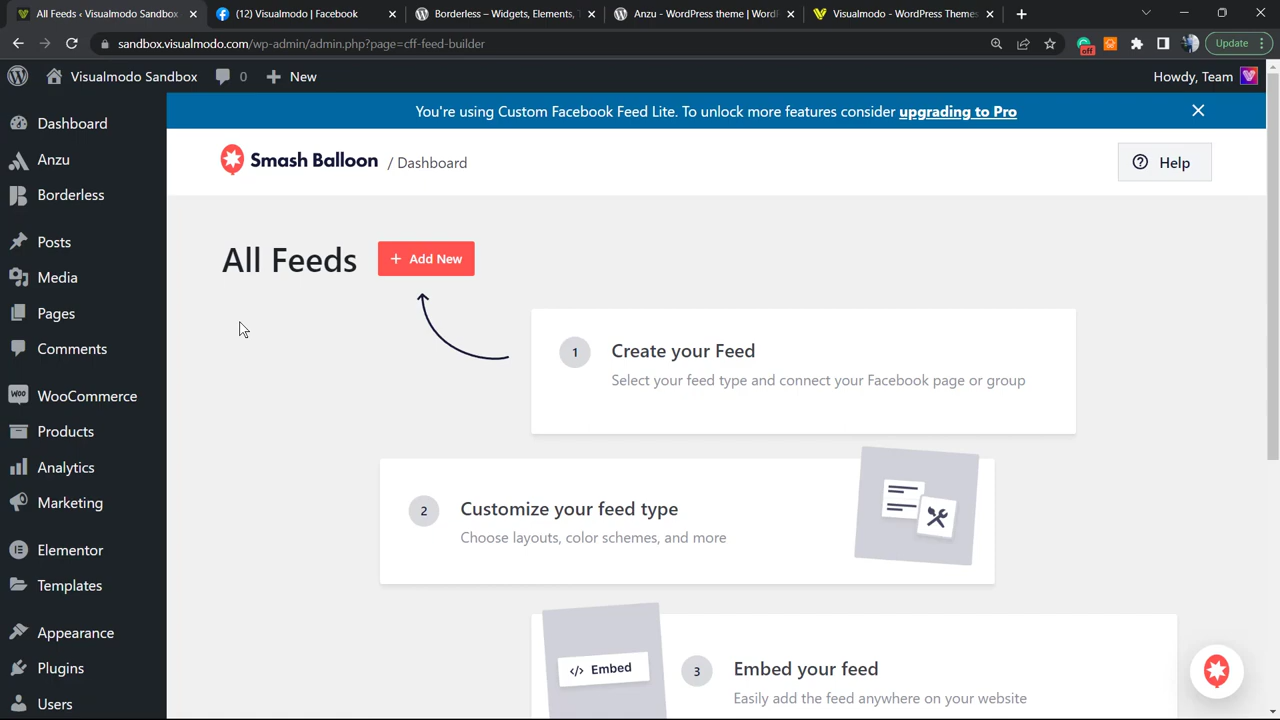 All Feeds ‹ Visualmodo Sandbox
(2) Visualmodo | Facebook
Borderless – Widgets, Elements, T
Anzu - WordPress theme | WordP
Visualmodo - WordPress Themes
sandbox.visualmodo.com/wp-admin/admin.php?page=cff-feed-builder
off
Update
Visualmodo Sandbox
0
New
Howdy, Team
You're using Custom Facebook Feed Lite. To unlock more features consider upgrading to Pro
Smash Balloon / Dashboard
Help
Dashboard
Anzu
Borderless
Posts
Media
Pages
Comments
WooCommerce
Products
Analytics
Marketing
Elementor
Templates
Appearance
Plugins
Users
All Feeds
+ Add New
1
Create your Feed
Select your feed type and connect your Facebook page or group
2
Customize your feed type
Choose layouts, color schemes, and more
</> Embed
3
Embed your feed
Easily add the feed anywhere on your website